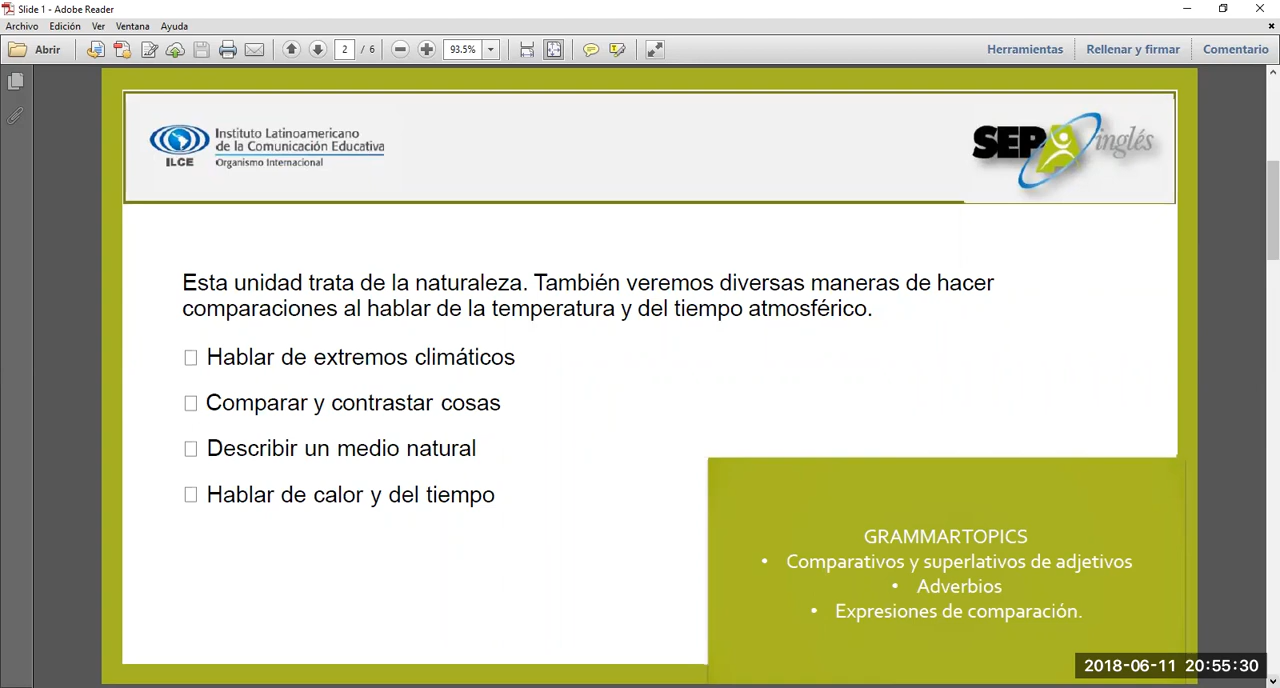 Slide 1 - Adobe Reader
Archivo Edición Ver Ventana Ayuda
Abrir 2 / 6 93.5% Herramientas Rellenar y firmar Comentario
Instituto Latinoamericano
de la Comunicación Educativa
ILCE Organismo Internacional
SEP inglés
Esta unidad trata de la naturaleza. También veremos diversas maneras de hacer
comparaciones al hablar de la temperatura y del tiempo atmosférico.
Hablar de extremos climáticos
Comparar y contrastar cosas
Describir un medio natural
Hablar de calor y del tiempo
GRAMMARTOPICS
• Comparativos y superlativos de adjetivos
• Adverbios
• Expresiones de comparación.
2018-06-11 20:55:30